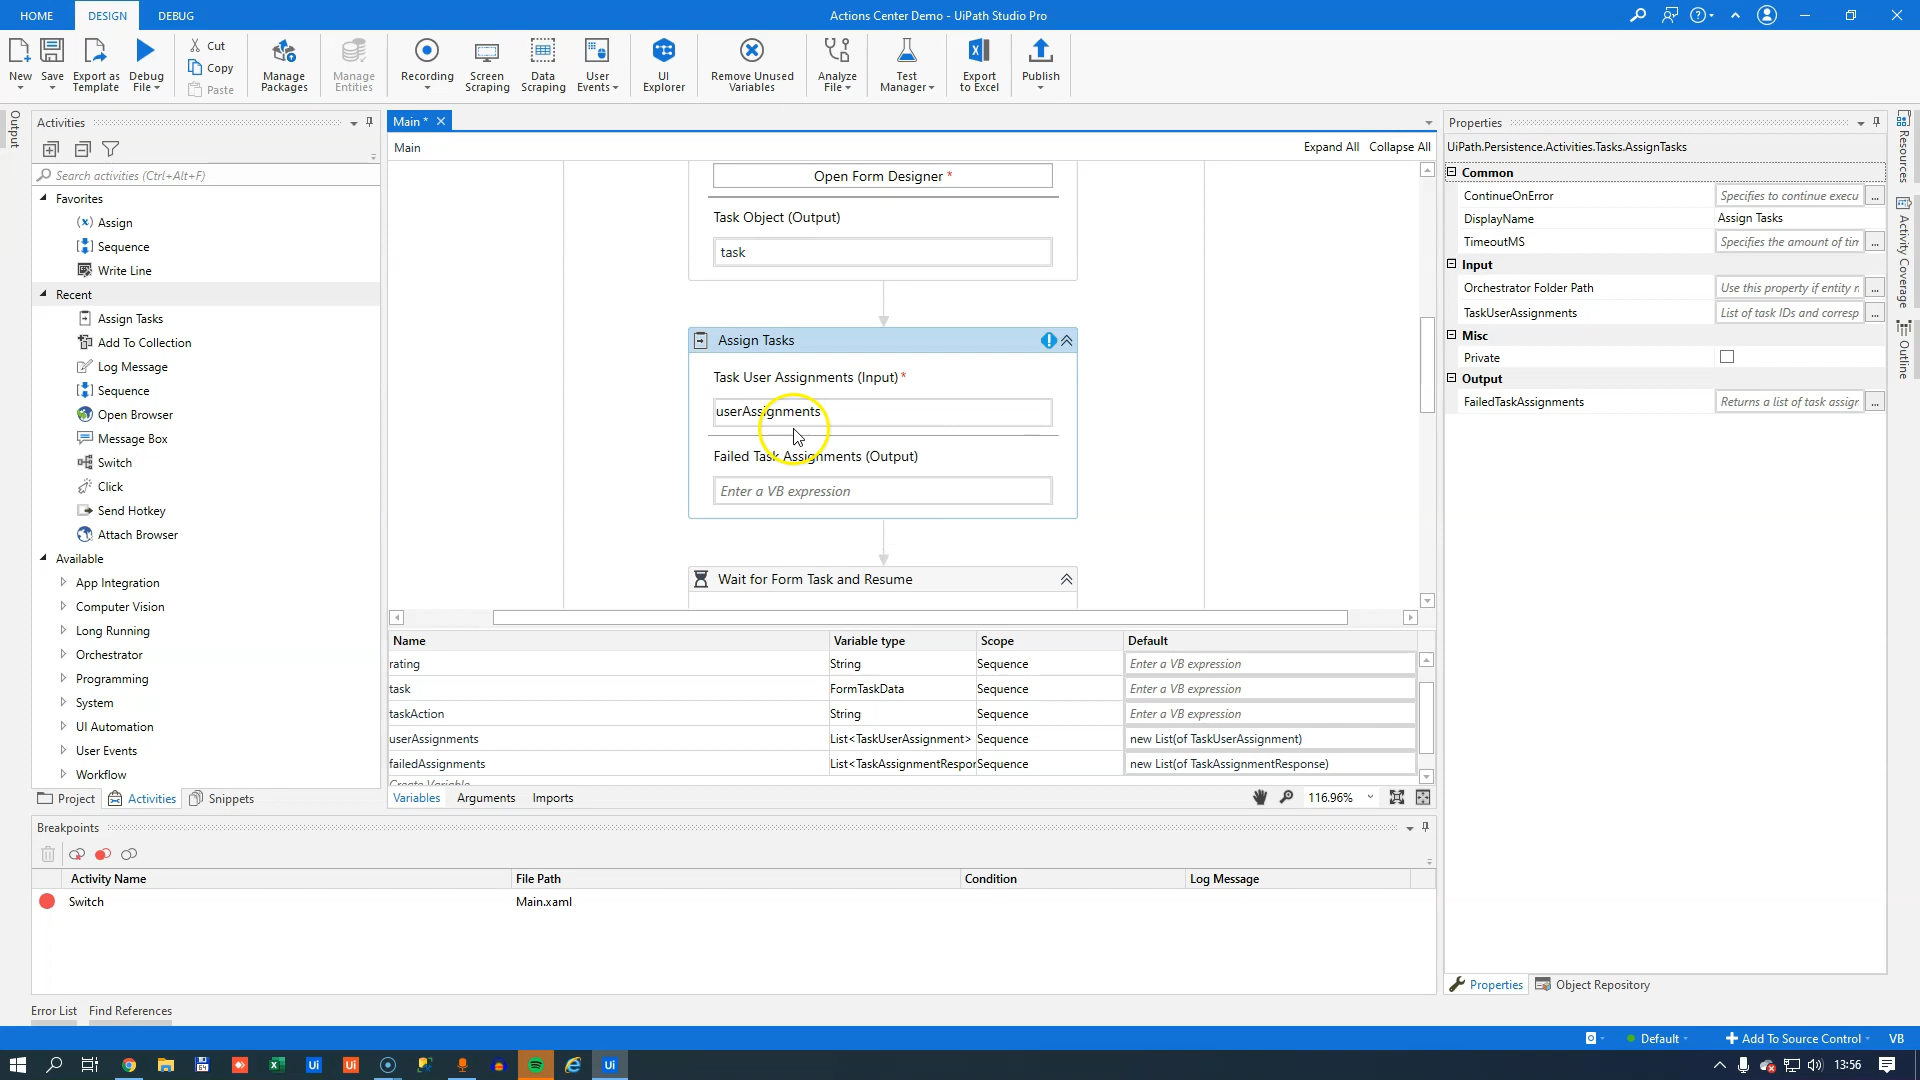 HOME
DESIGN
DEBUG
Actions Center Demo - UiPath Studio Pro
New
Save
Export as Template
Debug File
Cut
Copy
Paste
Manage Packages
Manage Entities
Recording
Screen Scraping
Data Scraping
User Events
UI Explorer
Remove Unused Variables
Analyze File
Test Manager
Export to Excel
Publish
Output
Activities
Search activities (Ctrl+Alt+F)
Favorites
Assign
Sequence
Write Line
Recent
Assign Tasks
Add To Collection
Log Message
Sequence
Open Browser
Message Box
Switch
Click
Send Hotkey
Attach Browser
Available
App Integration
Computer Vision
Long Running
Orchestrator
Programming
System
UI Automation
User Events
Workflow
Project
Activities
Snippets
Main *
Main
Expand All
Collapse All
Open Form Designer *
Task Object (Output)
task
Assign Tasks
Task User Assignments (Input) *
userAssignments
Failed Task Assignments (Output)
Enter a VB expression
Wait for Form Task and Resume
Name Variable type Scope Default
rating String Sequence Enter a VB expression
task FormTaskData Sequence Enter a VB expression
taskAction String Sequence Enter a VB expression
userAssignments List<TaskUserAssignment> Sequence new List(of TaskUserAssignment)
failedAssignments List<TaskAssignmentRespor Sequence new List(of TaskAssignmentResponse)
Create Variable
Variables
Arguments
Imports
116.96%
Properties
UiPath.Persistence.Activities.Tasks.AssignTasks
Common
ContinueOnError Specifies to continue execu ...
DisplayName Assign Tasks
TimeoutMS Specifies the amount of tin ...
Input
Orchestrator Folder Path Use this property if entity r ...
TaskUserAssignments List of task IDs and corresp ...
Misc
Private
Output
FailedTaskAssignments Returns a list of task assigr ...
Properties
Object Repository
Resources
Activity Coverage
Outline
Breakpoints
Activity Name File Path Condition Log Message
Switch Main.xaml
Error List
Find References
Default
Add To Source Control
VB
13:56